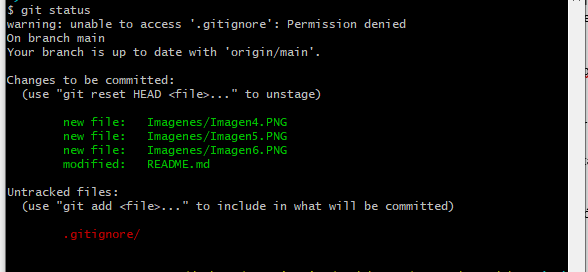 $ git status
warning: unable to access '.gitignore': Permission denied
On branch main
Your branch is up to date with 'origin/main'.
Changes to be committed:
(use "git reset HEAD <file>..." to unstage)
new file: Imagenes/Imagen4.PNG
new file: Imagenes/Imagen5.PNG
new file: Imagenes/Imagen6.PNG
modified: README.md
Untracked files:
(use "git add <file>..." to include in what will be committed)
.gitignore/